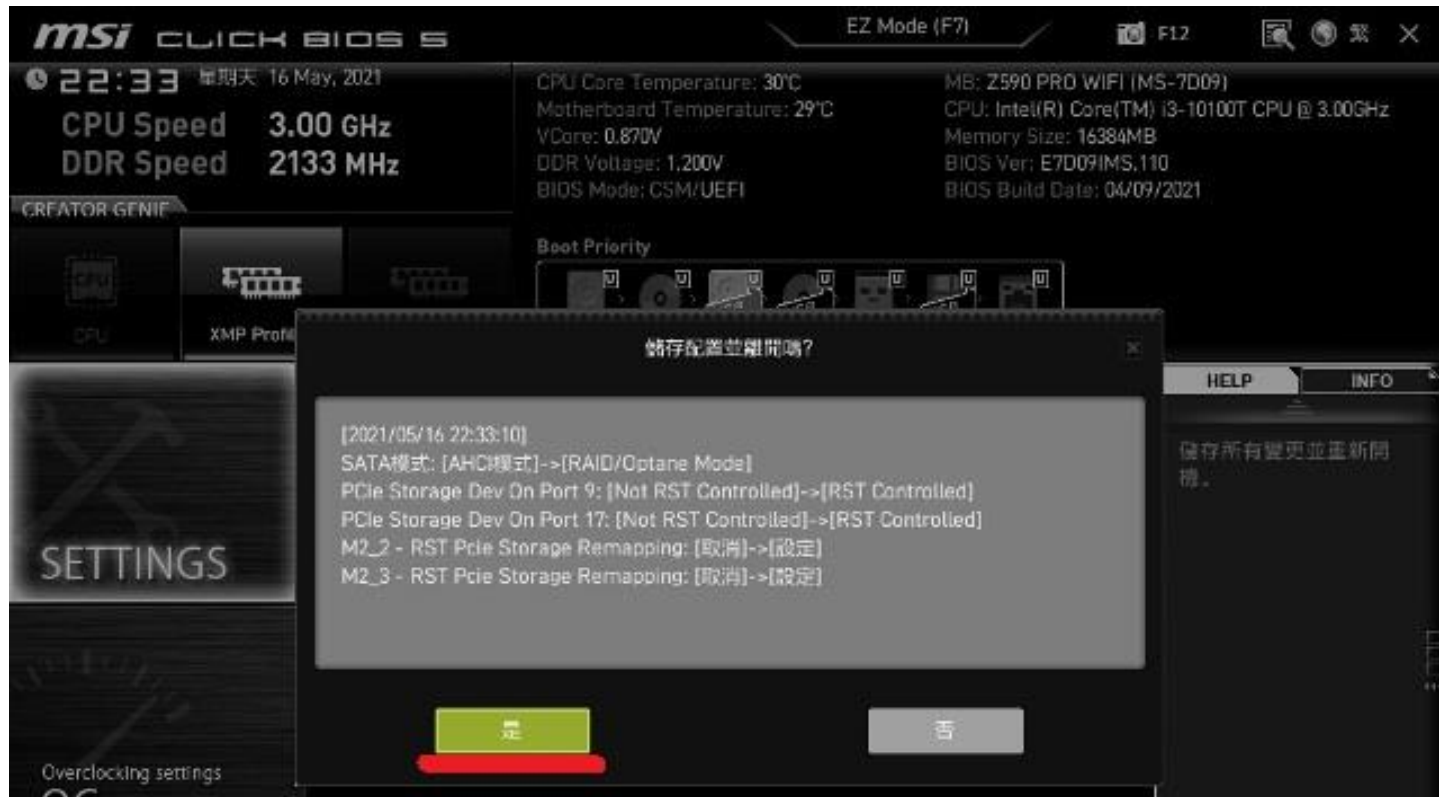 msi CLICK BIOS 5
EZ Mode (F7)
F12
繁
22:33 星期天 16 May, 2021
CPU Speed 3.00 GHz
DDR Speed 2133 MHz
CPU Core Temperature: 30°C
Motherboard Temperature: 29°C
VCore: 0.870V
DDR Voltage: 1.200V
BIOS Mode: CSM/UEFI
MB: Z590 PRO WIFI (MS-7D09)
CPU: Intel(R) Core(TM) i3-10100T CPU @ 3.00GHz
Memory Size: 16384MB
BIOS Ver: E7D09IMS.110
BIOS Build Date: 04/09/2021
CREATOR GENIE
CPU
CPU
XMP Profil
Boot Priority
U U U U U U U
儲存配置並離開嗎?
[2021/05/16 22:33:10]
SATA模式: [AHCI模式]->[RAID/Optane Mode]
PCIe Storage Dev On Port 9: [Not RST Controlled]->[RST Controlled]
PCIe Storage Dev On Port 17: [Not RST Controlled]->[RST Controlled]
M2_2 - RST Pcie Storage Remapping: [取消]->[設定]
M2_3 - RST Pcie Storage Remapping: [取消]->[設定]
是
否
HELP
INFO
儲存所有變更並重新開
機。
SETTINGS
Overclocking settings
OC